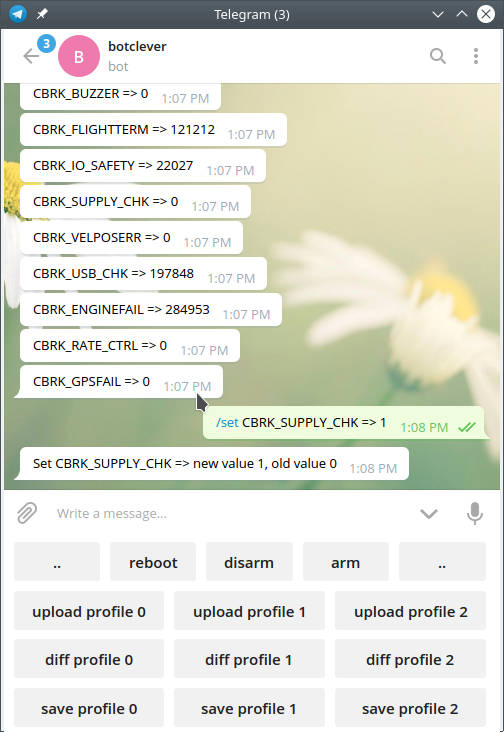 Telegram (3)
3
B
botclever
bot
CBRK_BUZZER => 0 1:07 PM
CBRK_FLIGHTTERM => 121212 1:07 PM
CBRK_IO_SAFETY => 22027 1:07 PM
CBRK_SUPPLY_CHK => 0 1:07 PM
CBRK_VELPOSERR => 0 1:07 PM
CBRK_USB_CHK => 197848 1:07 PM
CBRK_ENGINEFAIL => 284953 1:07 PM
CBRK_RATE_CTRL => 0 1:07 PM
CBRK_GPSFAIL => 0 1:07 PM
/set CBRK_SUPPLY_CHK => 1 1:08 PM
Set CBRK_SUPPLY_CHK => new value 1, old value 0 1:08 PM
Write a message...
.. reboot disarm arm ..
upload profile 0 upload profile 1 upload profile 2
diff profile 0 diff profile 1 diff profile 2
save profile 0 save profile 1 save profile 2